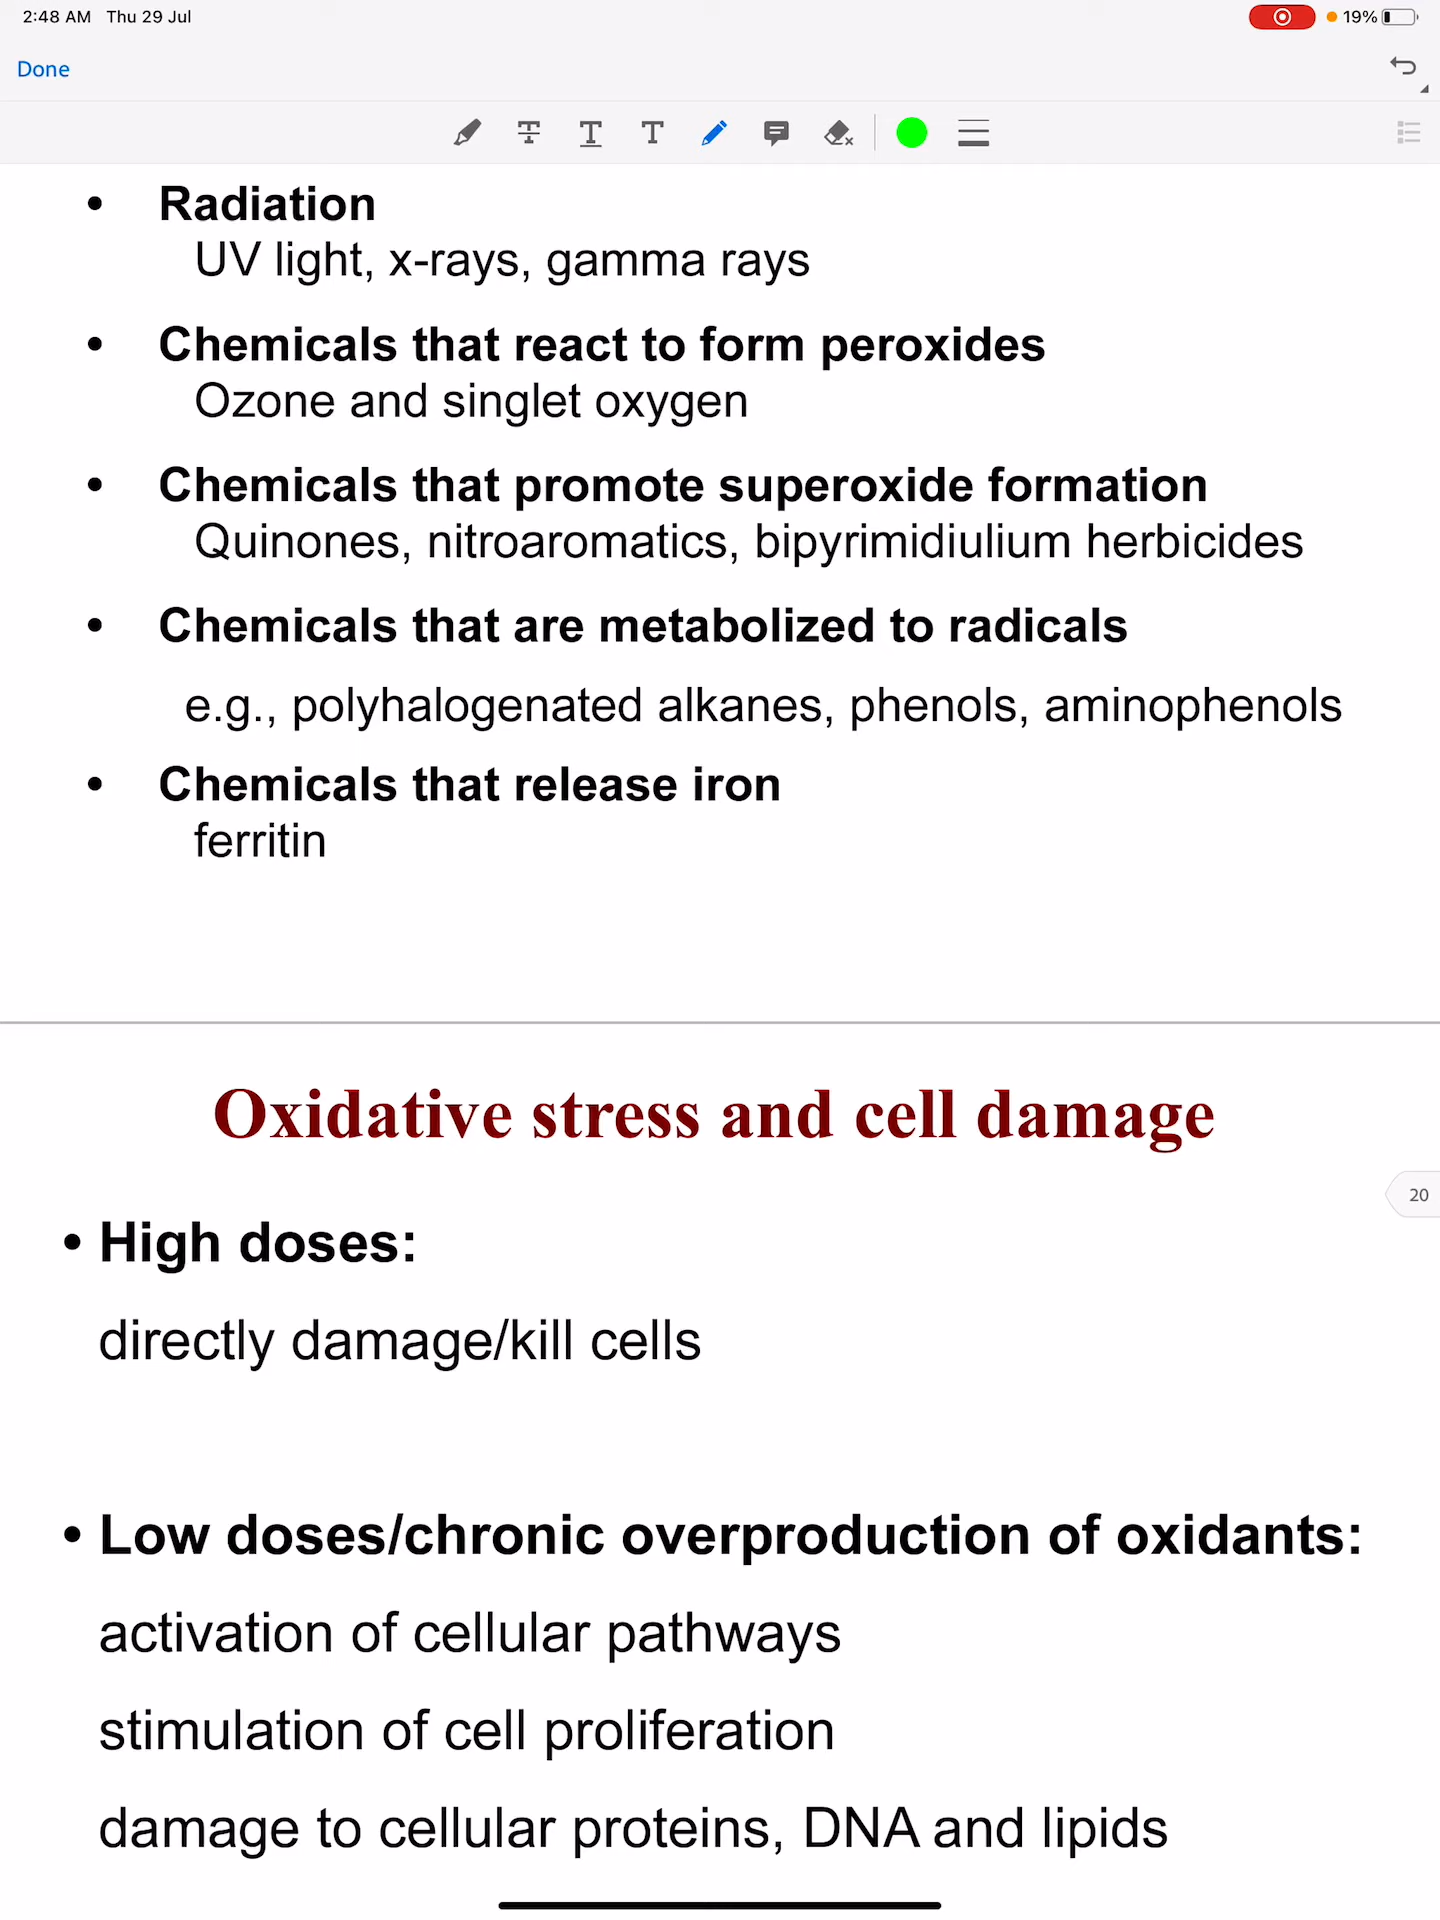 2:48 AM Thu 29 Jul
19%
Done
• Radiation
UV light, x-rays, gamma rays
• Chemicals that react to form peroxides
Ozone and singlet oxygen
• Chemicals that promote superoxide formation
Quinones, nitroaromatics, bipyrimidiulium herbicides
• Chemicals that are metabolized to radicals
e.g., polyhalogenated alkanes, phenols, aminophenols
• Chemicals that release iron
ferritin
Oxidative stress and cell damage
20
• High doses:
directly damage/kill cells
• Low doses/chronic overproduction of oxidants:
activation of cellular pathways
stimulation of cell proliferation
damage to cellular proteins, DNA and lipids